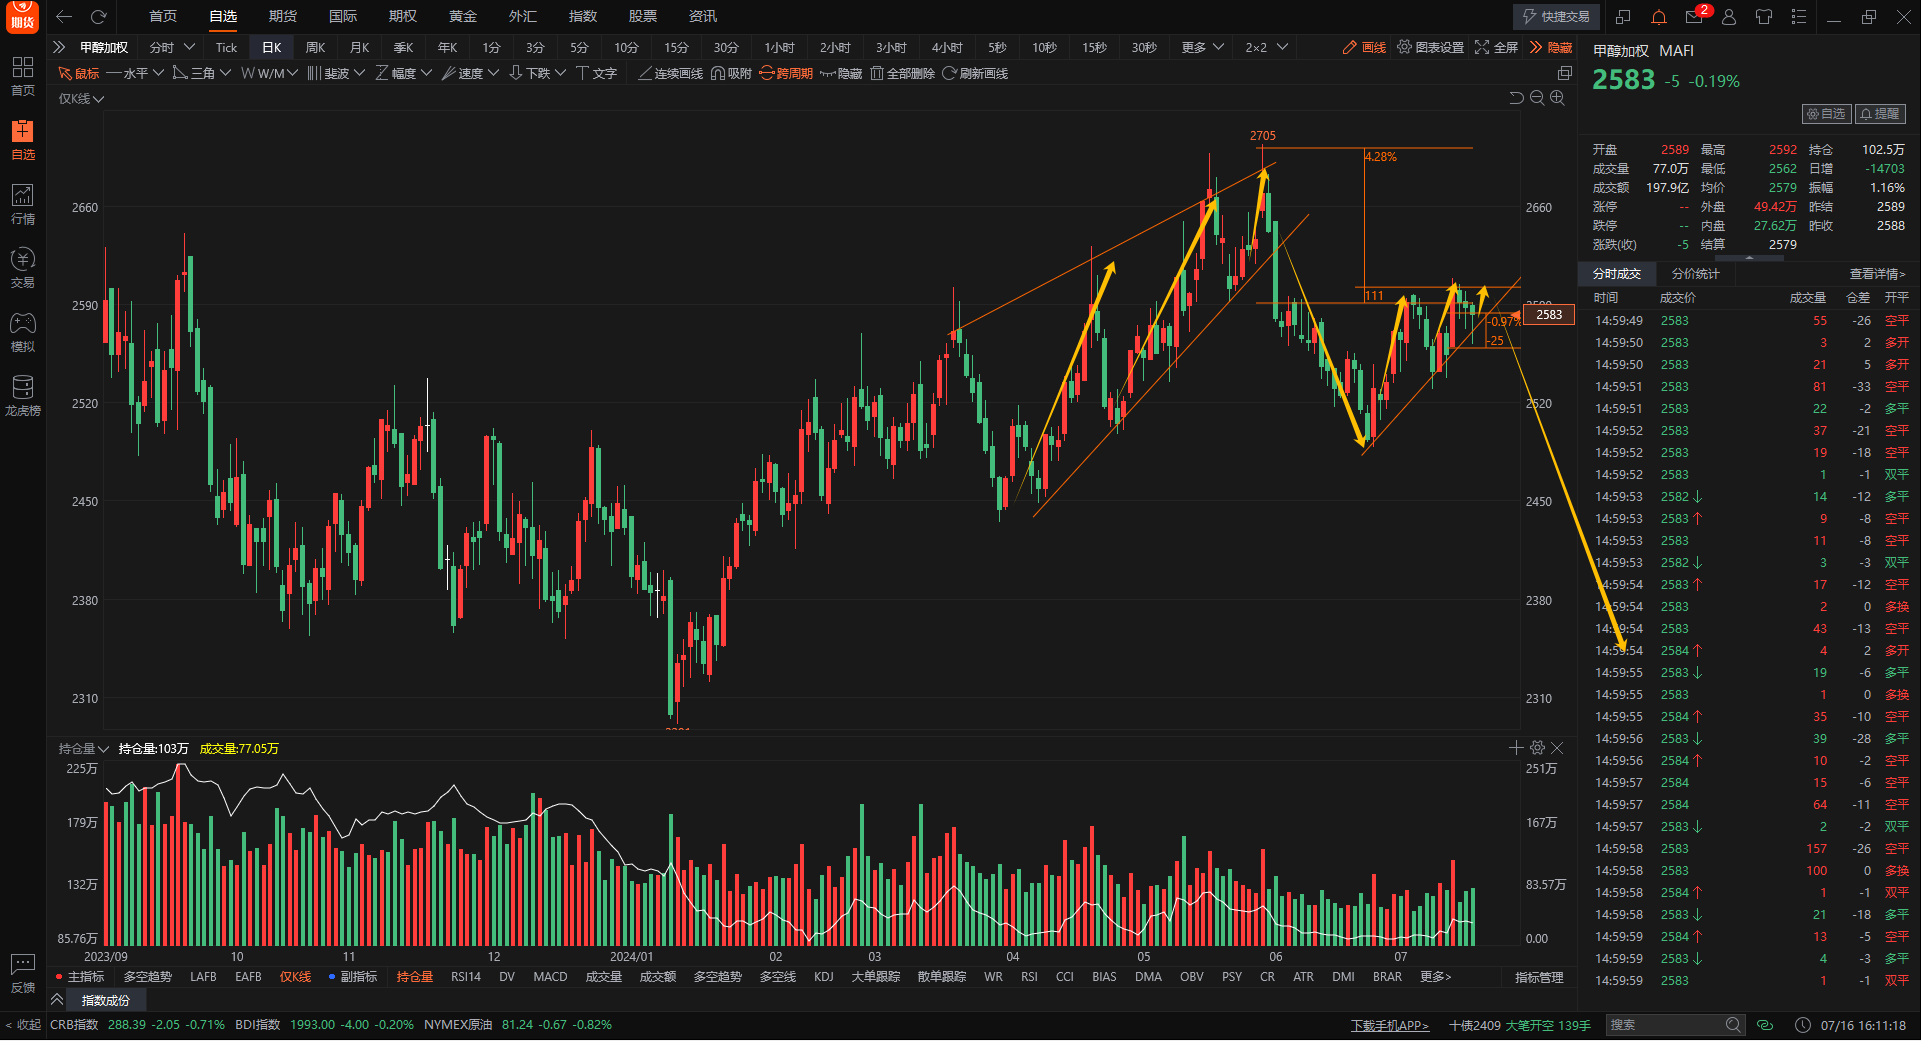 期货
首页 自选 期货 国际 期权 黄金 外汇 指数 股票 资讯
快捷交易 2
甲醇加权 分时 Tick 日K 周K 月K 季K 年K 1分 3分 5分 10分 15分 30分 1小时 2小时 3小时 4小时 5秒 10秒 15秒 30秒 更多 2×2 画线 图表设置 全屏 隐藏
鼠标 水平 三角 W/M 斐波 幅度 速度 下跌 文字 连续画线 吸附 跨周期 隐藏 全部删除 刷新画线
首页
自选
行情
交易
模拟
龙虎榜
反馈
< 收起
仅K线
2705
4.28%
111
-0.97%
-25
2660
2590
2520
2450
2380
2310
2660
2583
2520
2450
2380
2310
持仓量 持仓量:103万 成交量:77.05万
225万
179万
132万
85.76万
251万
167万
83.57万
0.00
2023/09 10 11 12 2024/01 02 03 04 05 06 07
主指标 多空趋势 LAFB EAFB 仅K线 副指标 持仓量 RSI14 DV MACD 成交量 成交额 多空趋势 多空线 KDJ 大单跟踪 散单跟踪 WR RSI CCI BIAS DMA OBV PSY CR ATR DMI BRAR 更多> 指标管理
指数成份
甲醇加权 MAFI
2583 -5 -0.19%
自选 提醒
开盘 2589 最高 2592 持仓 102.5万
成交量 77.0万 最低 2562 日增 -14703
成交额 197.9亿 均价 2579 振幅 1.16%
涨停 -- 外盘 49.42万 昨结 2589
跌停 -- 内盘 27.62万 昨收 2588
涨跌(收) -5 结算 2579
分时成交 分价统计 查看详情>
时间 成交价 成交量 仓差 开平
14:59:49 2583 55 -26 空平
14:59:50 2583 3 2 多开
14:59:50 2583 21 5 多开
14:59:51 2583 81 -33 空平
14:59:51 2583 22 -2 多平
14:59:52 2583 37 -21 空平
14:59:52 2583 19 -18 空平
14:59:52 2583 1 -1 双平
14:59:53 2582↓ 14 -12 多平
14:59:53 2583↑ 9 -8 空平
14:59:53 2583 11 -8 空平
14:59:53 2582↓ 3 -3 双平
14:59:54 2583↑ 17 -12 空平
14:59:54 2583 2 0 多换
14:59:54 2583 43 -13 空平
14:59:54 2584↑ 4 2 多开
14:59:55 2583↓ 19 -6 多平
14:59:55 2583 1 0 多换
14:59:55 2584↑ 35 -10 空平
14:59:56 2583↓ 39 -28 多平
14:59:56 2584↑ 10 -2 空平
14:59:57 2584 15 -6 空平
14:59:57 2584 64 -11 空平
14:59:57 2583↓ 2 -2 双平
14:59:58 2583 157 -26 空平
14:59:58 2583 100 0 多换
14:59:58 2584↑ 1 -1 双平
14:59:58 2583↓ 21 -18 多平
14:59:59 2584↑ 13 -5 空平
14:59:59 2583↓ 4 -3 多平
14:59:59 2583 1 -1 双平
CRB指数 288.39 -2.05 -0.71% BDI指数 1993.00 -4.00 -0.20% NYMEX原油 81.24 -0.67 -0.82%
下载手机APP> 十债2409 大笔开空 139手 搜索 07/16 16:11:18